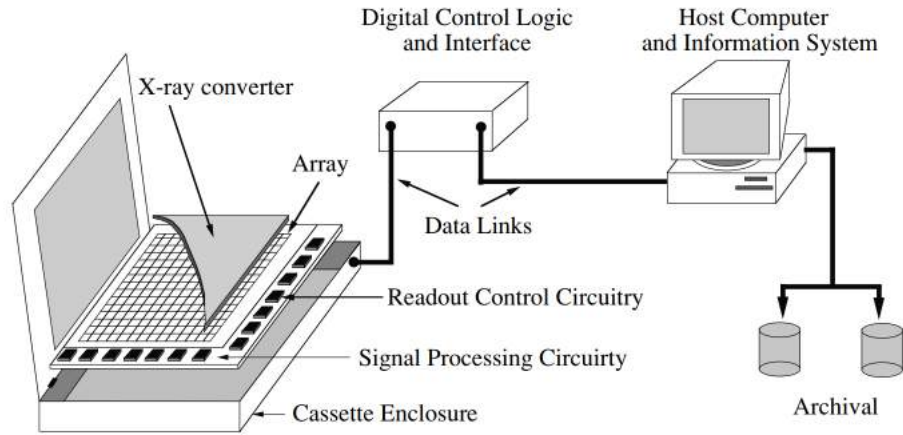 Digital Control Logic
and Interface
Host Computer
and Information System
X-ray converter
Array
Data Links
Readout Control Circuitry
Signal Processing Circuirty
Cassette Enclosure
Archival